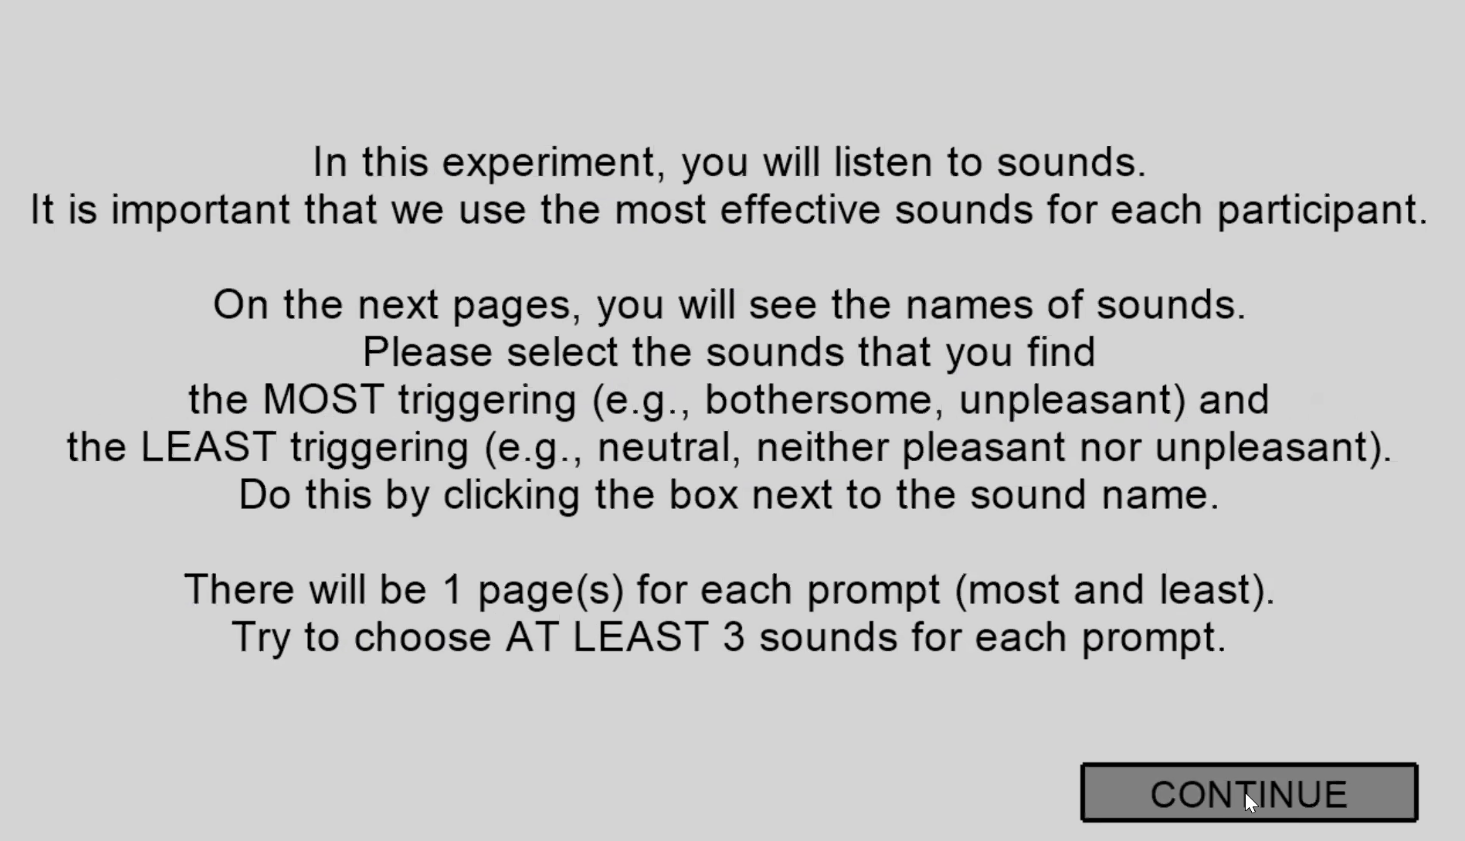 In this experiment, you will listen to sounds.
It is important that we use the most effective sounds for each participant.
On the next pages, you will see the names of sounds.
Please select the sounds that you find
the MOST triggering (e.g., bothersome, unpleasant) and
the LEAST triggering (e.g., neutral, neither pleasant nor unpleasant).
Do this by clicking the box next to the sound name.
There will be 1 page(s) for each prompt (most and least).
Try to choose AT LEAST 3 sounds for each prompt.
CONTINUE